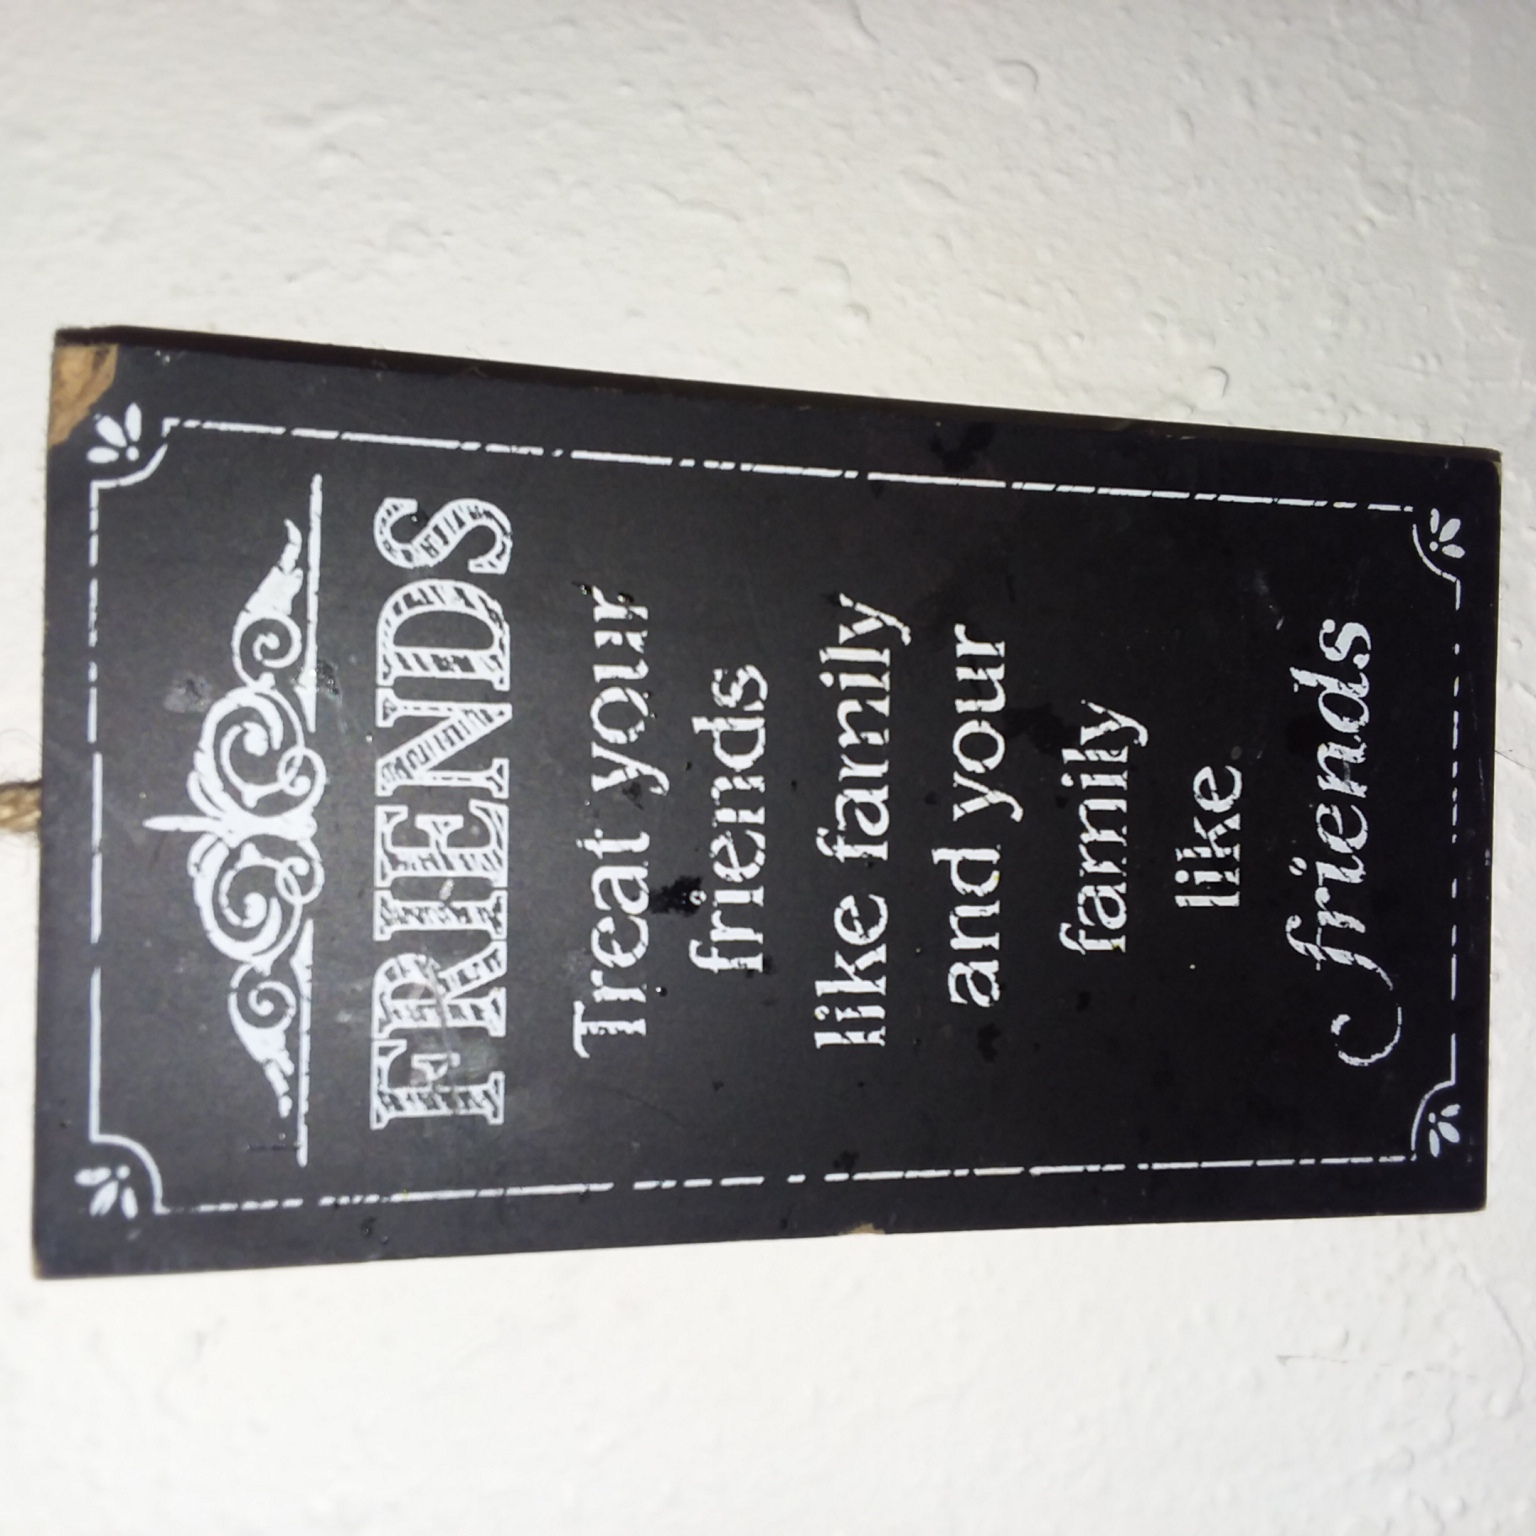 FRIENDS
Treat your
friends
like family
and your
family
like
friends